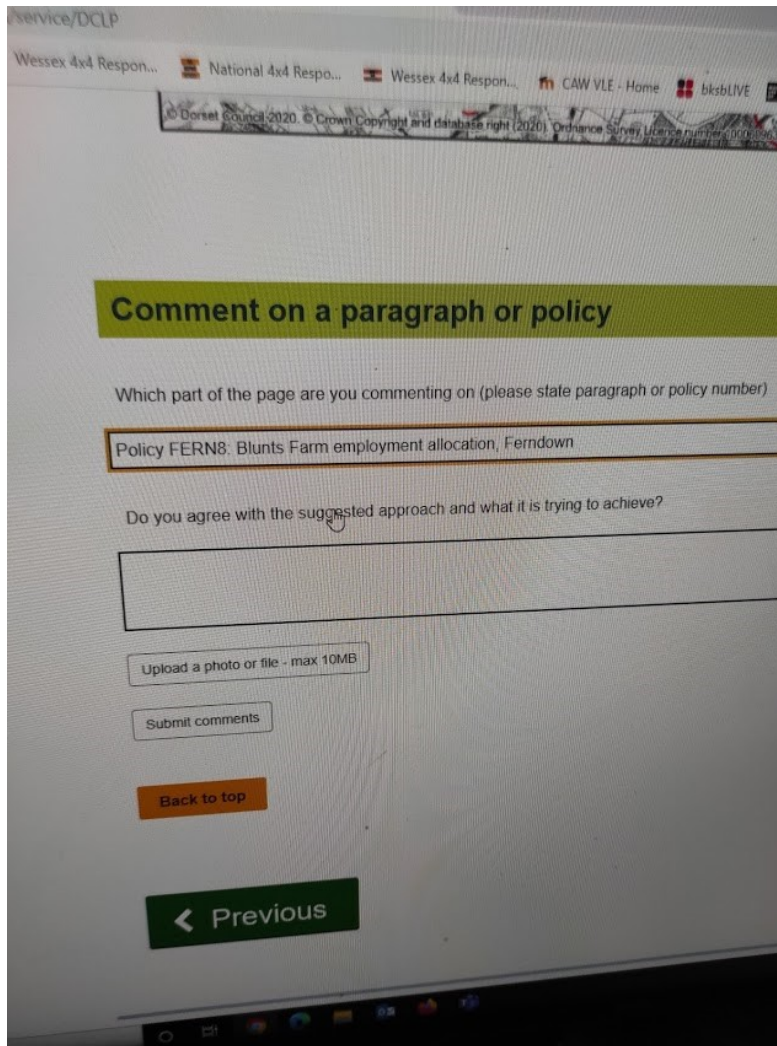 /service/DCLP
Wessex 4x4 Respon... National 4x4 Respo... Wessex 4x4 Respon... CAW VLE - Home bksbLIVE
© Dorset Council 2020. © Crown Copyright and database right (2020). Ordnance Survey Licence number
Comment on a paragraph or policy
Which part of the page are you commenting on (please state paragraph or policy number)
Policy FERN8: Blunts Farm employment allocation, Ferndown
Do you agree with the suggested approach and what it is trying to achieve?
Upload a photo or file - max 10MB
Submit comments
Back to top
Previous